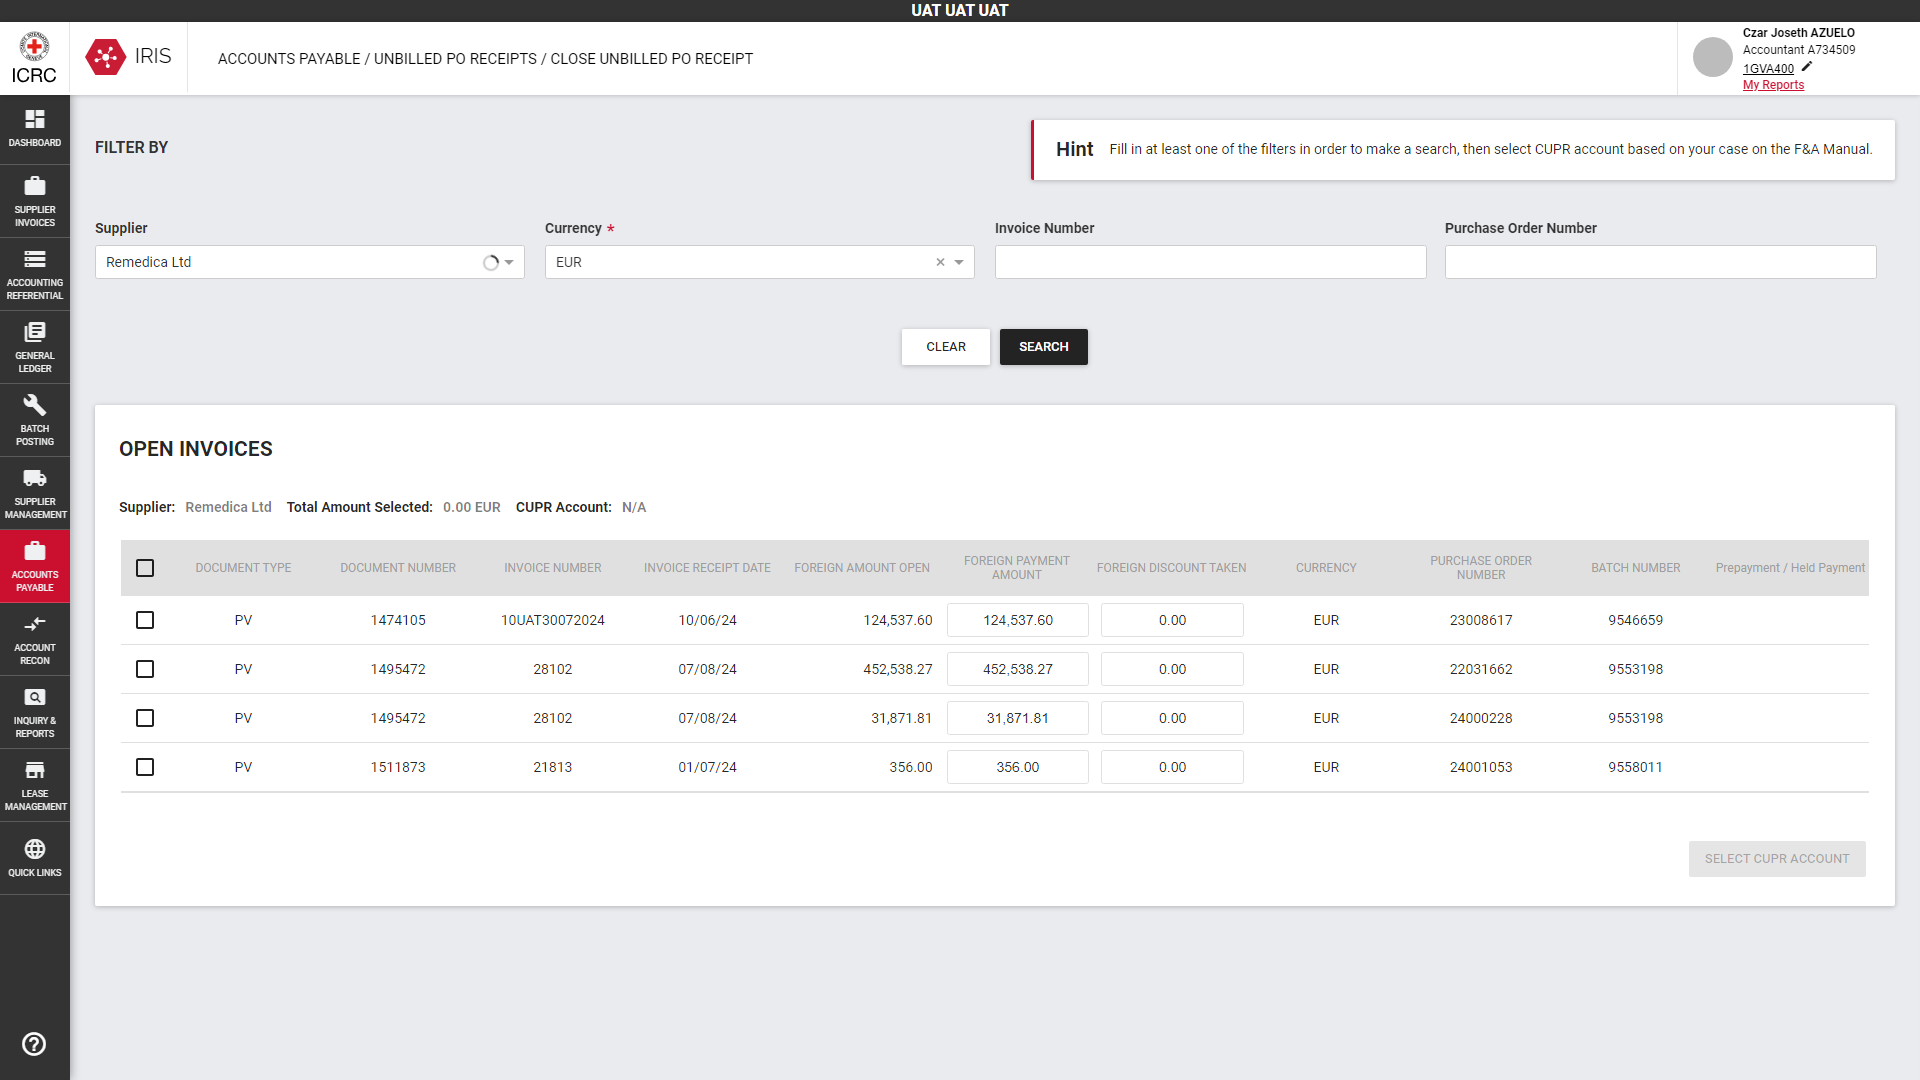 UAT UAT UAT
ICRC
IRIS
ACCOUNTS PAYABLE / UNBILLED PO RECEIPTS / CLOSE UNBILLED PO RECEIPT
Czar Joseth AZUELO
Accountant A734509
1GVA400
My Reports
DASHBOARD
SUPPLIER
INVOICES
ACCOUNTING
REFERENTIAL
GENERAL
LEDGER
BATCH
POSTING
SUPPLIER
MANAGEMENT
ACCOUNTS
PAYABLE
ACCOUNT
RECON
INQUIRY &
REPORTS
LEASE
MANAGEMENT
QUICK LINKS
FILTER BY
Hint Fill in at least one of the filters in order to make a search, then select CUPR account based on your case on the F&A Manual.
Supplier Currency * Invoice Number Purchase Order Number
Remedica Ltd EUR
CLEAR SEARCH
OPEN INVOICES
Supplier: Remedica Ltd Total Amount Selected: 0.00 EUR CUPR Account: N/A
DOCUMENT TYPE DOCUMENT NUMBER INVOICE NUMBER INVOICE RECEIPT DATE FOREIGN AMOUNT OPEN FOREIGN PAYMENT AMOUNT FOREIGN DISCOUNT TAKEN CURRENCY PURCHASE ORDER NUMBER BATCH NUMBER Prepayment / Held Payment
PV 1474105 10UAT30072024 10/06/24 124,537.60 124,537.60 0.00 EUR 23008617 9546659
PV 1495472 28102 07/08/24 452,538.27 452,538.27 0.00 EUR 22031662 9553198
PV 1495472 28102 07/08/24 31,871.81 31,871.81 0.00 EUR 24000228 9553198
PV 1511873 21813 01/07/24 356.00 356.00 0.00 EUR 24001053 9558011
SELECT CUPR ACCOUNT